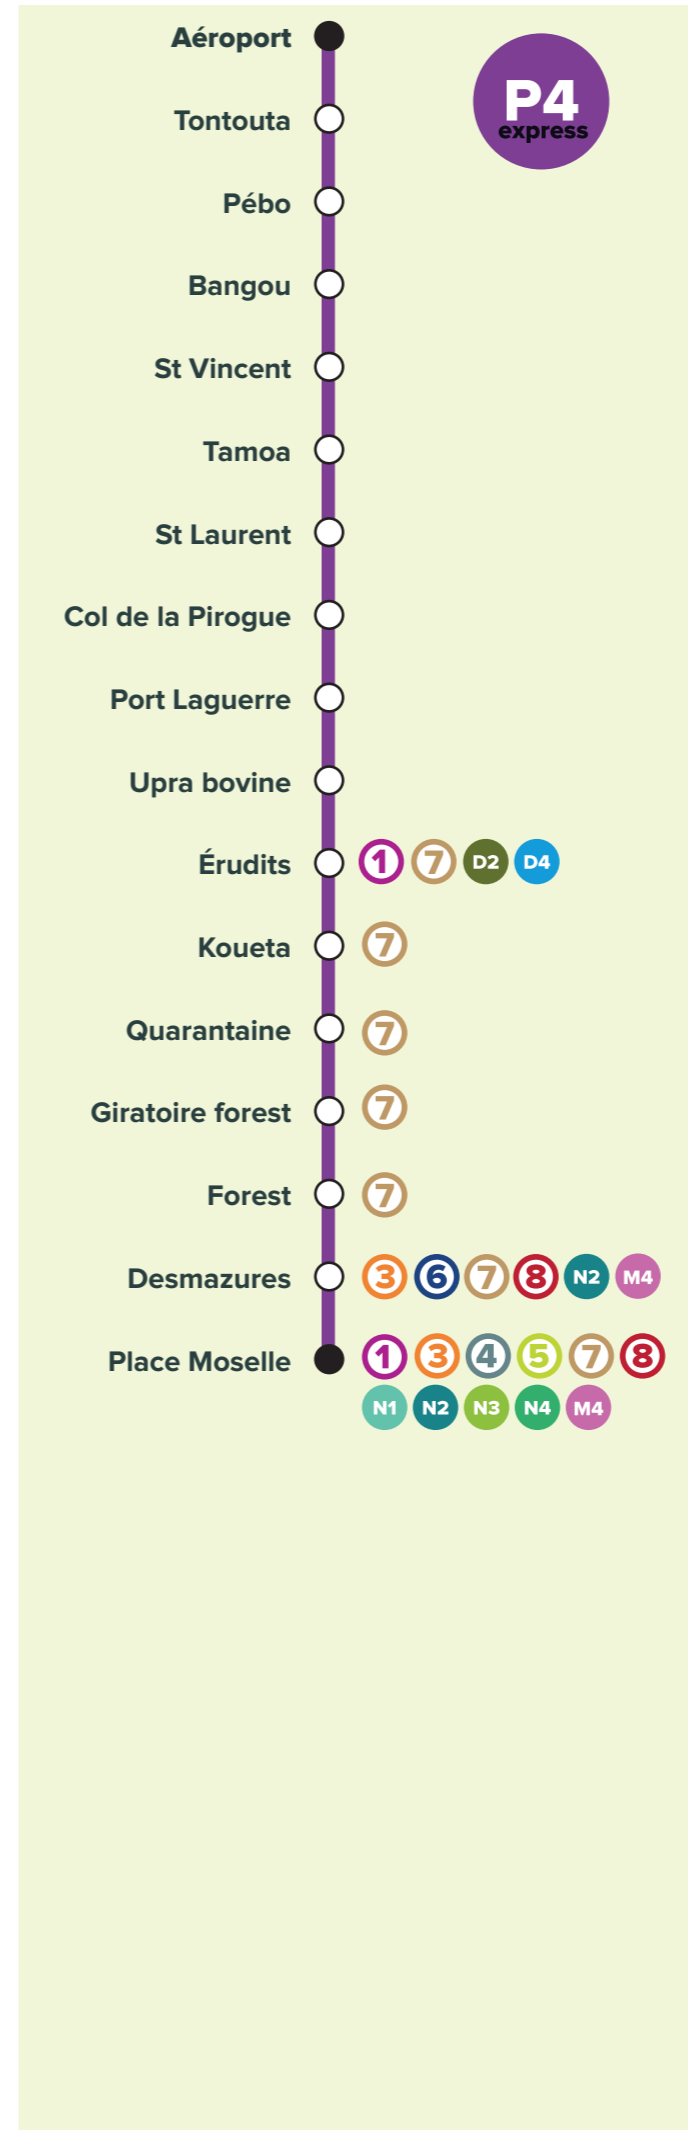 Aéroport
P4
express
Tontouta
Pébo
Bangou
St Vincent
Tamoa
St Laurent
Col de la Pirogue
Port Laguerre
Upra bovine
Érudits 1 7 D2 D4
Koueta 7
Quarantaine 7
Giratoire forest 7
Forest 7
Desmazures 3 6 7 8 N2 M4
Place Moselle 1 3 4 5 7 8
N1 N2 N3 N4 M4